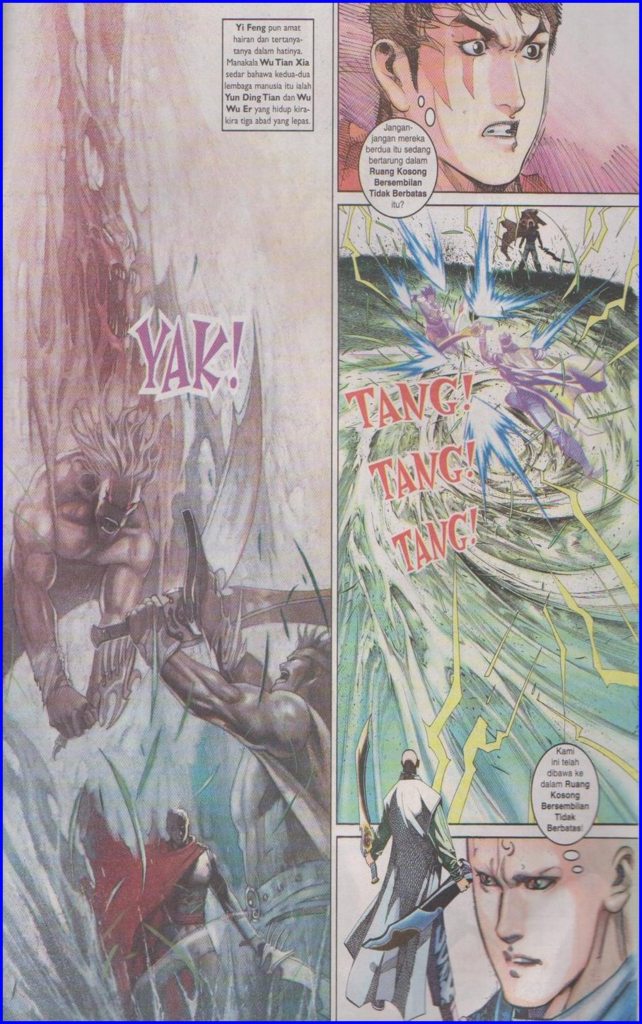 Yi Feng pun amat
hairan dan tertanya-
tanya dalam hatinya.
Manakala Wu Tian Xia
sedar bahawa kedua-dua
lembaga manusia itu ialah
Yun Ding Tian dan Wu
Wu Er yang hidup kira-
kira tiga abad yang lepas.
YAK!
Jangan-
jangan mereka
berdua itu sedang
bertarung dalam
Ruang Kosong
Bersembilan
Tidak Berbatas
itu?
TANG!
TANG!
TANG!
Kami
ini telah
dibawa ke
dalam Ruang
Kosong
Bersembilan
Tidak
Berbatas!